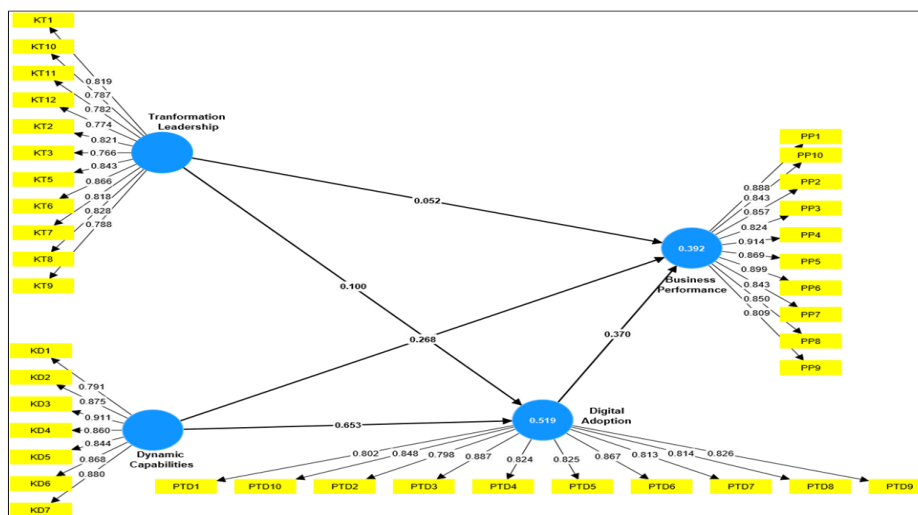 KT1
KT10
KT11
KT12
KT2
KT3
KT5
KT6
KT7
KT8
KT9
0.819
0.787
0.782
0.774
0.821
0.766
0.843
0.866
0.818
0.828
0.788
Tranformation
Leadership
0.052
0.100
0.268
0.370
0.653
PP1
PP10
PP2
PP3
PP4
PP5
PP6
PP7
PP8
PP9
0.888
0.843
0.857
0.824
0.914
0.869
0.899
0.843
0.850
0.809
0.392
Business
Performance
KD1
KD2
KD3
KD4
KD5
KD6
KD7
0.791
0.875
0.911
0.860
0.844
0.868
0.880
Dynamic
Capabilities
0.519
Digital
Adoption
0.802
0.848
0.798
0.887
0.824
0.825
0.867
0.813
0.814
0.826
PTD1
PTD10
PTD2
PTD3
PTD4
PTD5
PTD6
PTD7
PTD8
PTD9